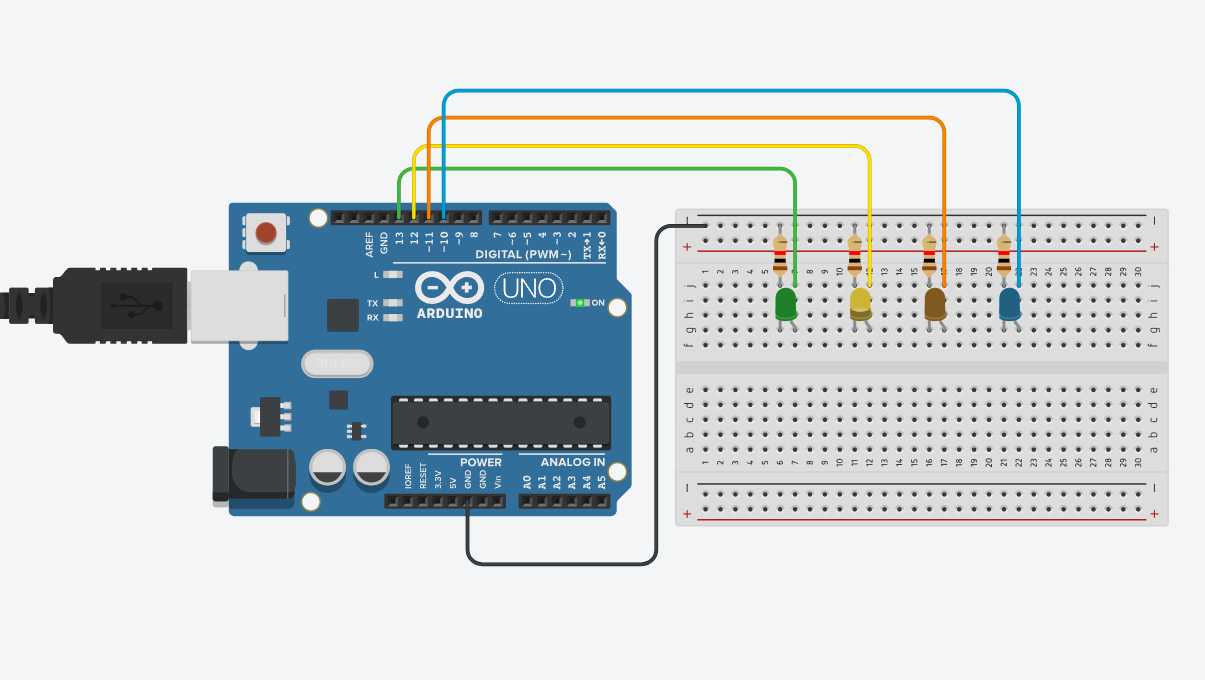 AREF
GND
13
12
~11
~10
~9
8
7
~6
~5
4
~3
2
TX→1
RX←0
DIGITAL (PWM ~)
L
TX
RX
ARDUINO
UNO
ON
IOREF
RESET
3.3V
5V
GND
GND
Vin
POWER
ANALOG IN
A0
A1
A2
A3
A4
A5
− −
+ +
1 2 3 4 5 6 7 8 9 10 11 12 13 14 15 16 17 18 19 20 21 22 23 24 25 26 27 28 29 30
j j
i i
h h
g g
f f
e e
d d
c c
b b
a a
1 2 3 4 5 6 7 8 9 10 11 12 13 14 15 16 17 18 19 20 21 22 23 24 25 26 27 28 29 30
− −
+ +